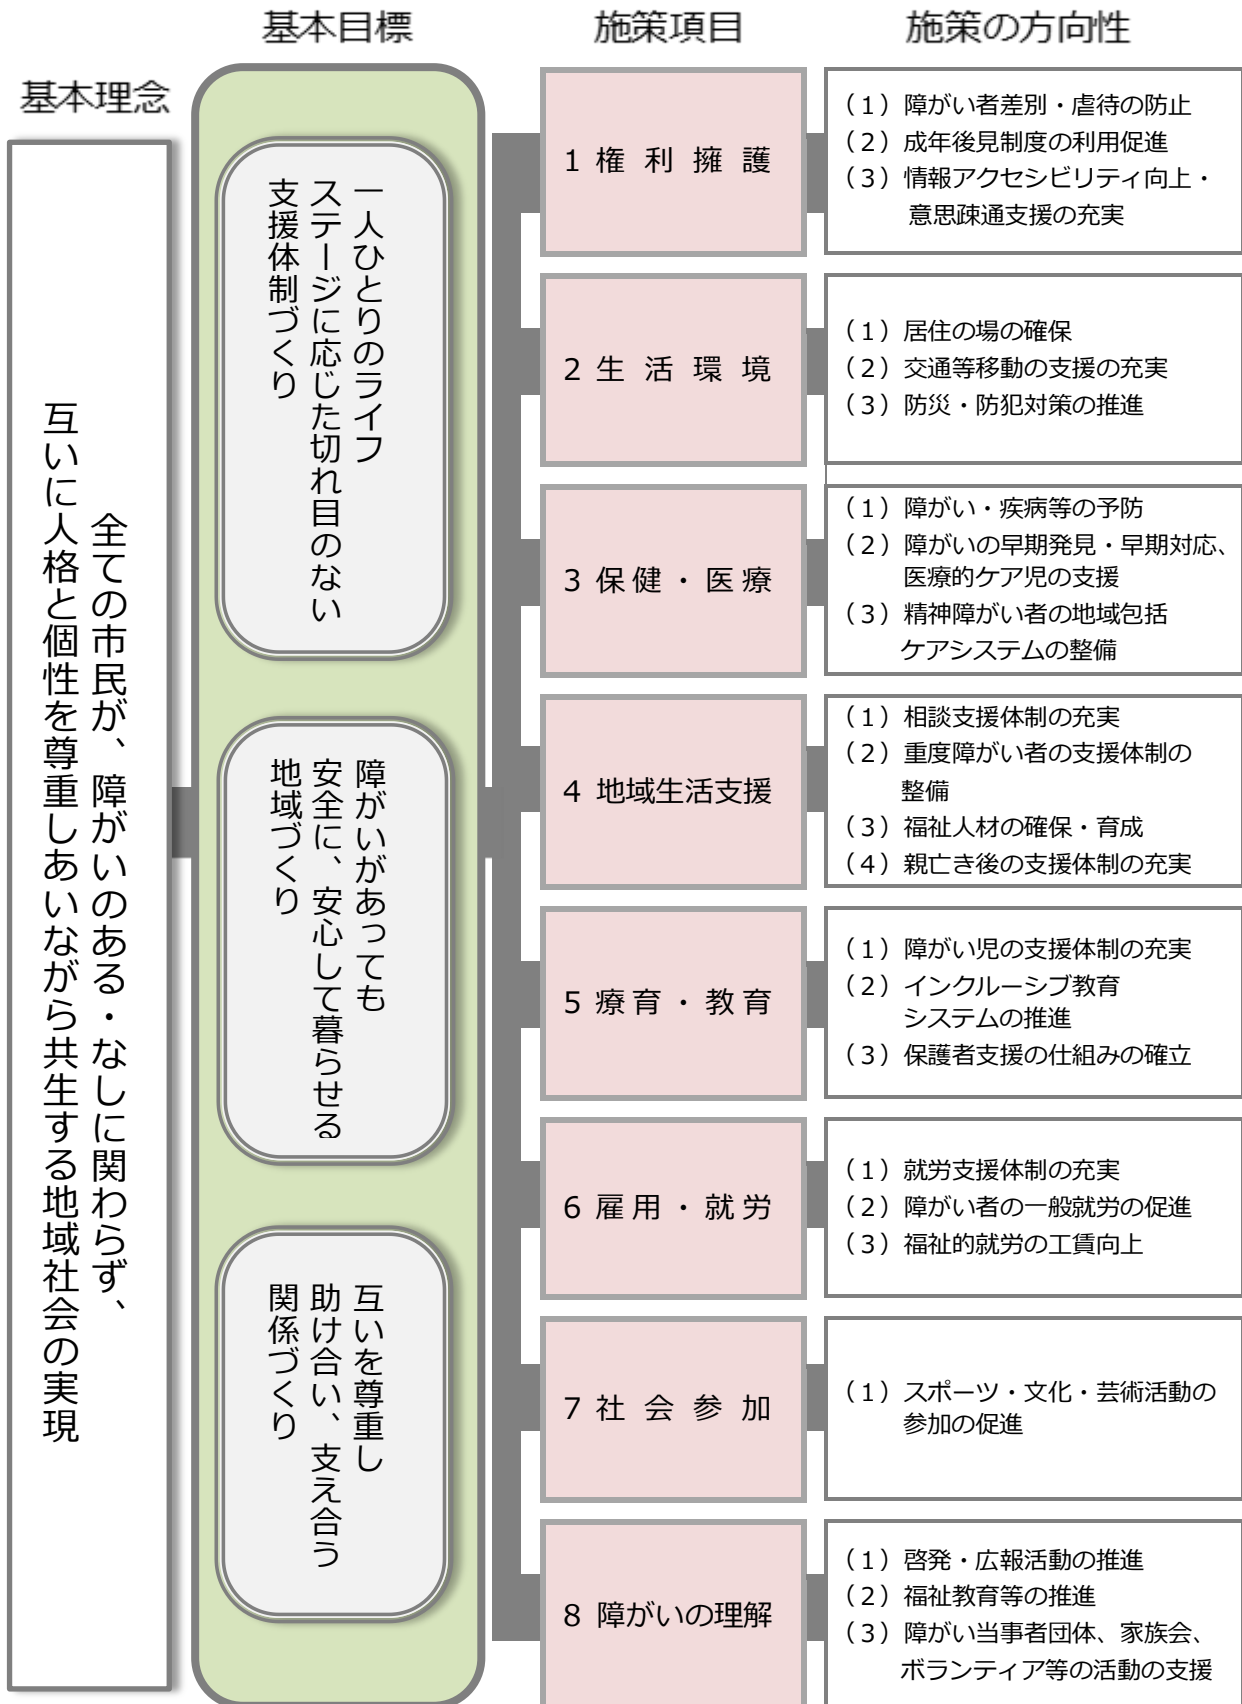 基本理念
全ての市民が、障がいのある・なしに関わらず、
互いに人格と個性を尊重しあいながら共生する地域社会の実現
基本目標
一人ひとりのライフ
ステージに応じた切れ目のない
支援体制づくり
障がいがあっても
安全に、安心して暮らせる
地域づくり
互いを尊重し
助け合い、支え合う
関係づくり
施策項目
施策の方向性
1 権利擁護
（１）障がい者差別・虐待の防止
（２）成年後見制度の利用促進
（３）情報アクセシビリティ向上・
意思疎通支援の充実
2 生活環境
（１）居住の場の確保
（２）交通等移動の支援の充実
（３）防災・防犯対策の推進
3 保健・医療
（１）障がい・疾病等の予防
（２）障がいの早期発見・早期対応、
医療的ケア児の支援
（３）精神障がい者の地域包括
ケアシステムの整備
4 地域生活支援
（１）相談支援体制の充実
（２）重度障がい者の支援体制の
整備
（３）福祉人材の確保・育成
（４）親亡き後の支援体制の充実
5 療育・教育
（１）障がい児の支援体制の充実
（２）インクルーシブ教育
システムの推進
（３）保護者支援の仕組みの確立
6 雇用・就労
（１）就労支援体制の充実
（２）障がい者の一般就労の促進
（３）福祉的就労の工賃向上
7 社会参加
（１）スポーツ・文化・芸術活動の
参加の促進
8 障がいの理解
（１）啓発・広報活動の推進
（２）福祉教育等の推進
（３）障がい当事者団体、家族会、
ボランティア等の活動の支援